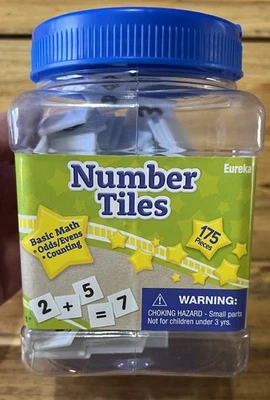 Eureka
Number
Tiles
Basic Math
• Odds/Evens
• Counting
175
Pieces
2 + 5 = 7
WARNING:
CHOKING HAZARD - Small parts
Not for children under 3 yrs.